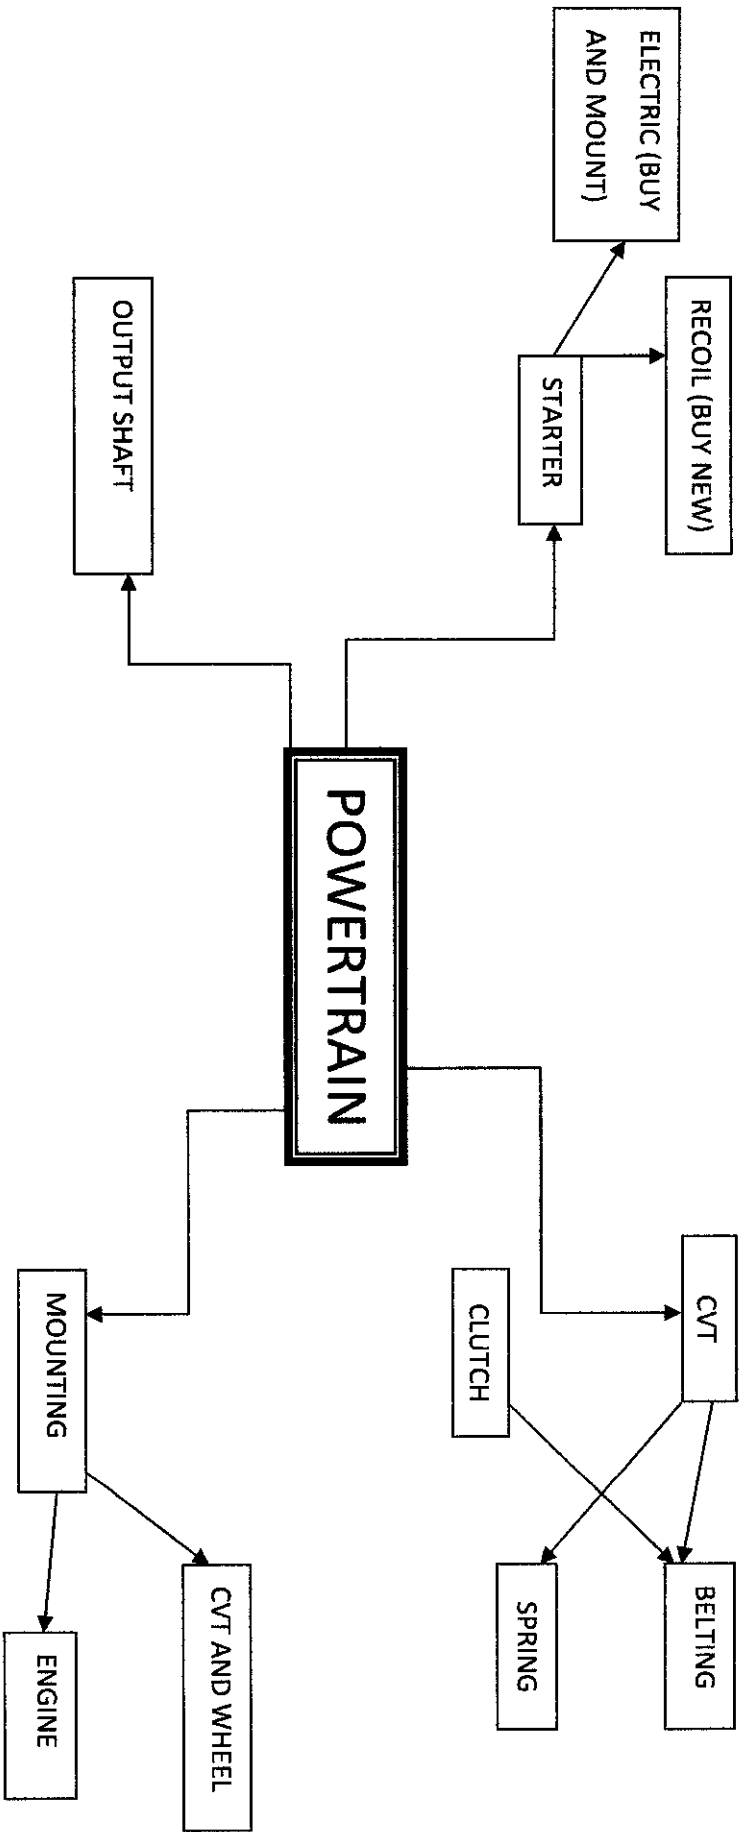 RECOIL (BUY NEW)
ELECTRIC (BUY
AND MOUNT)
STARTER
CVT
BELTING
CLUTCH
SPRING
POWERTRAIN
OUTPUT SHAFT
CVT AND WHEEL
MOUNTING
ENGINE